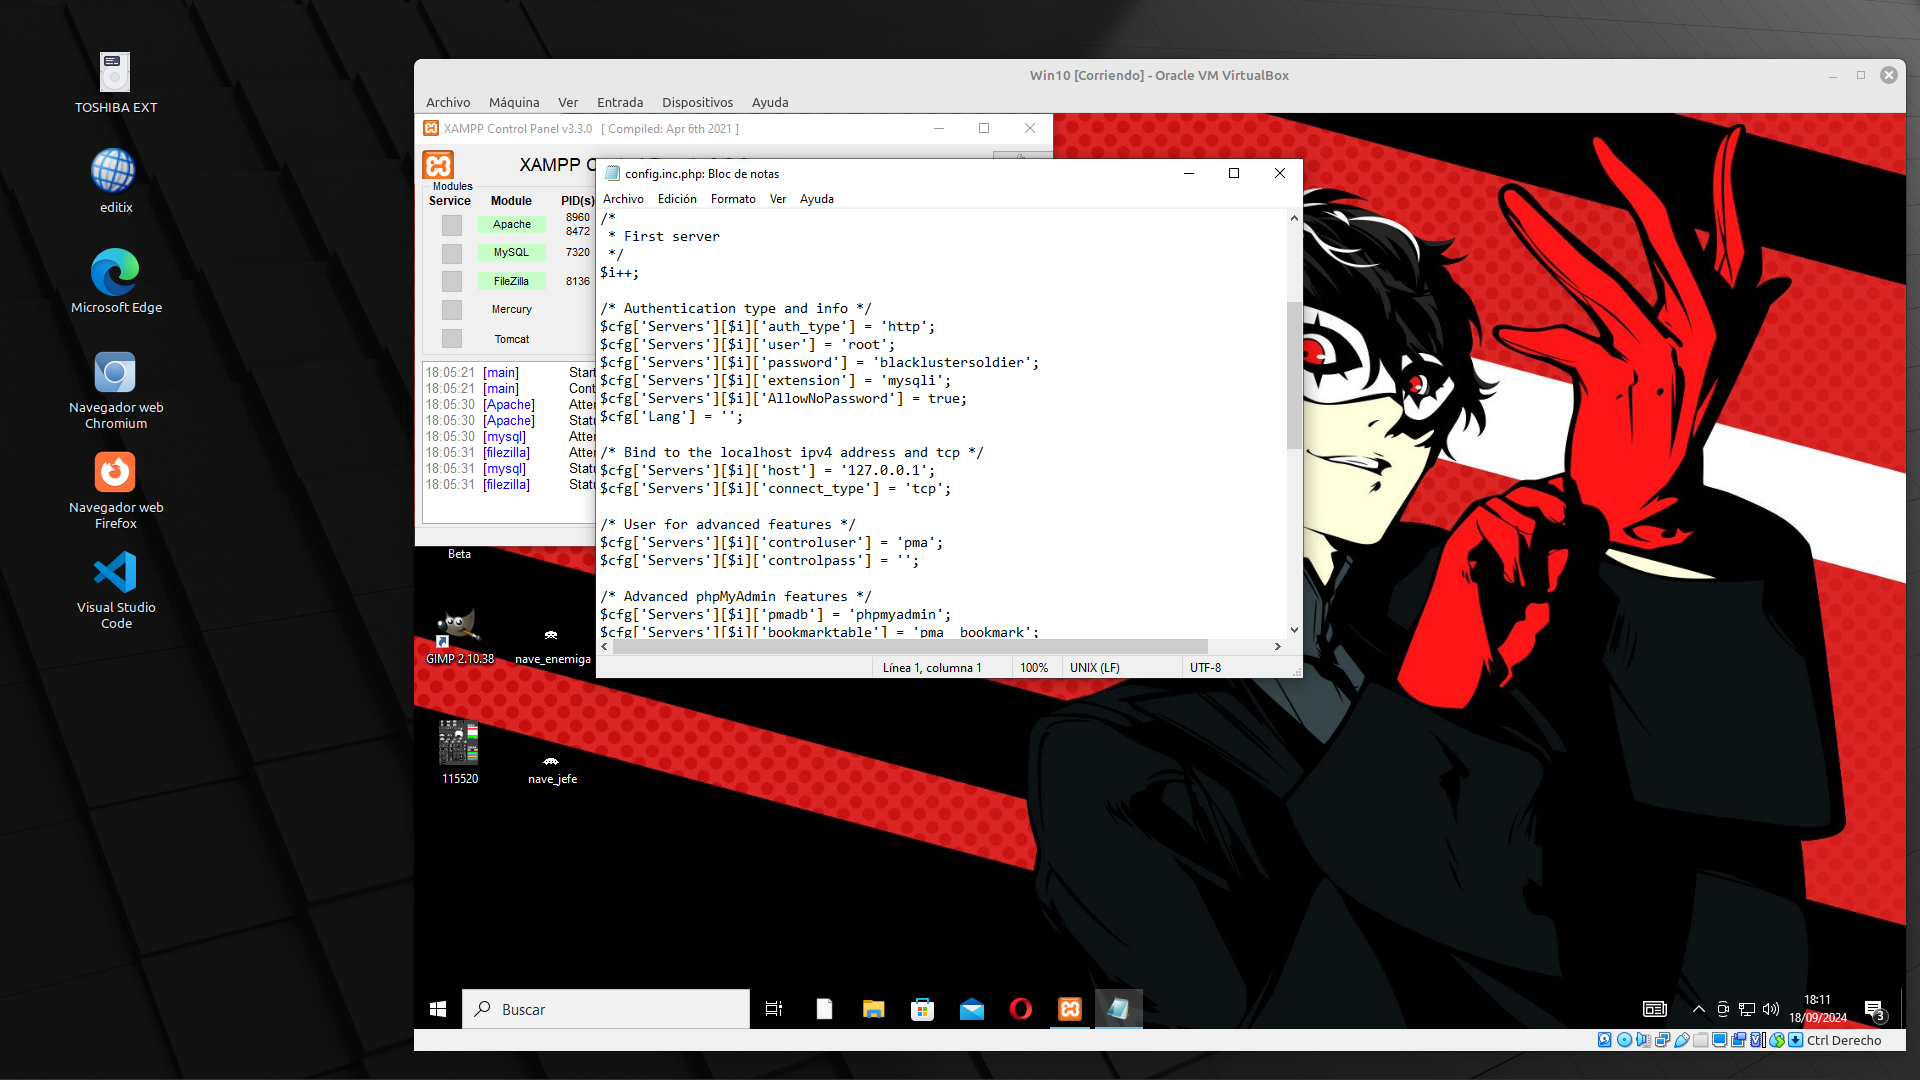 TOSHIBA EXT
editix
Microsoft Edge
Navegador web
Chromium
Navegador web
Firefox
Visual Studio
Code
Win10 [Corriendo] - Oracle VM VirtualBox
Archivo Máquina Ver Entrada Dispositivos Ayuda
XAMPP Control Panel v3.3.0 [ Compiled: Apr 6th 2021 ]
XAMPP C
Modules
Service Module PID(s)
Apache 8960
8472
MySQL 7320
FileZilla 8136
Mercury
Tomcat
18:05:21 [main] Start
18:05:21 [main] Cont
18:05:30 [Apache] Atte
18:05:30 [Apache] Statu
18:05:30 [mysql] Atte
18:05:31 [filezilla] Atte
18:05:31 [mysql] Statu
18:05:31 [filezilla] Statu
config.inc.php: Bloc de notas
Archivo Edición Formato Ver Ayuda
/*
 * First server
 */
$i++;
/* Authentication type and info */
$cfg['Servers'][$i]['auth_type'] = 'http';
$cfg['Servers'][$i]['user'] = 'root';
$cfg['Servers'][$i]['password'] = 'blacklustersoldier';
$cfg['Servers'][$i]['extension'] = 'mysqli';
$cfg['Servers'][$i]['AllowNoPassword'] = true;
$cfg['Lang'] = '';
/* Bind to the localhost ipv4 address and tcp */
$cfg['Servers'][$i]['host'] = '127.0.0.1';
$cfg['Servers'][$i]['connect_type'] = 'tcp';
/* User for advanced features */
$cfg['Servers'][$i]['controluser'] = 'pma';
$cfg['Servers'][$i]['controlpass'] = '';
/* Advanced phpMyAdmin features */
$cfg['Servers'][$i]['pmadb'] = 'phpmyadmin';
$cfg['Servers'][$i]['bookmarktable'] = 'pma__bookmark';
Línea 1, columna 1 100% UNIX (LF) UTF-8
Beta
GIMP 2.10.38
nave_enemiga
115520
nave_jefe
Buscar
18:11
18/09/2024
3
Ctrl Derecho